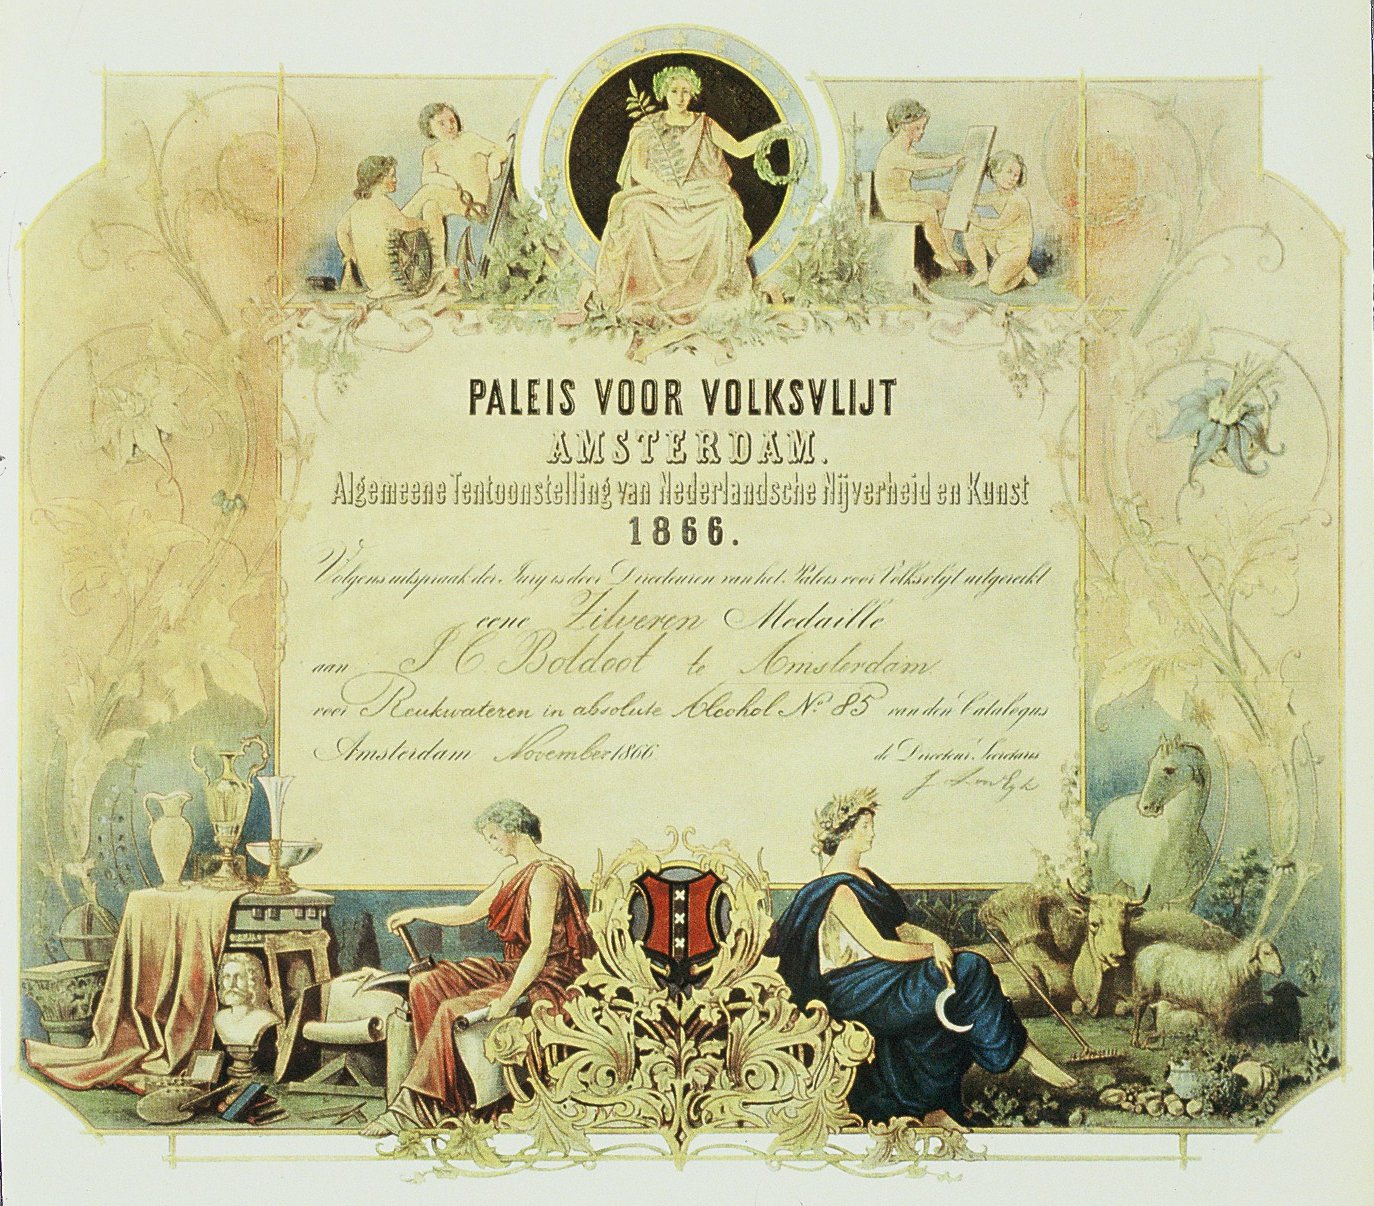 PALEIS VOOR VOLKSVLIJT
AMSTERDAM.
Algemeene Tentoonstelling van Nederlandsche Nijverheid en Kunst
1866.
Volgens uitspraak der Jury is door Directeuren van het Paleis voor Volksvlijt uitgereikt
eene Zilveren Medaille
aan J. C. Boldoot te Amsterdam
voor Reukwateren in absolute Alcohol No. 85 van den Catalogus
Amsterdam November 1866
de Directeur Secretaris